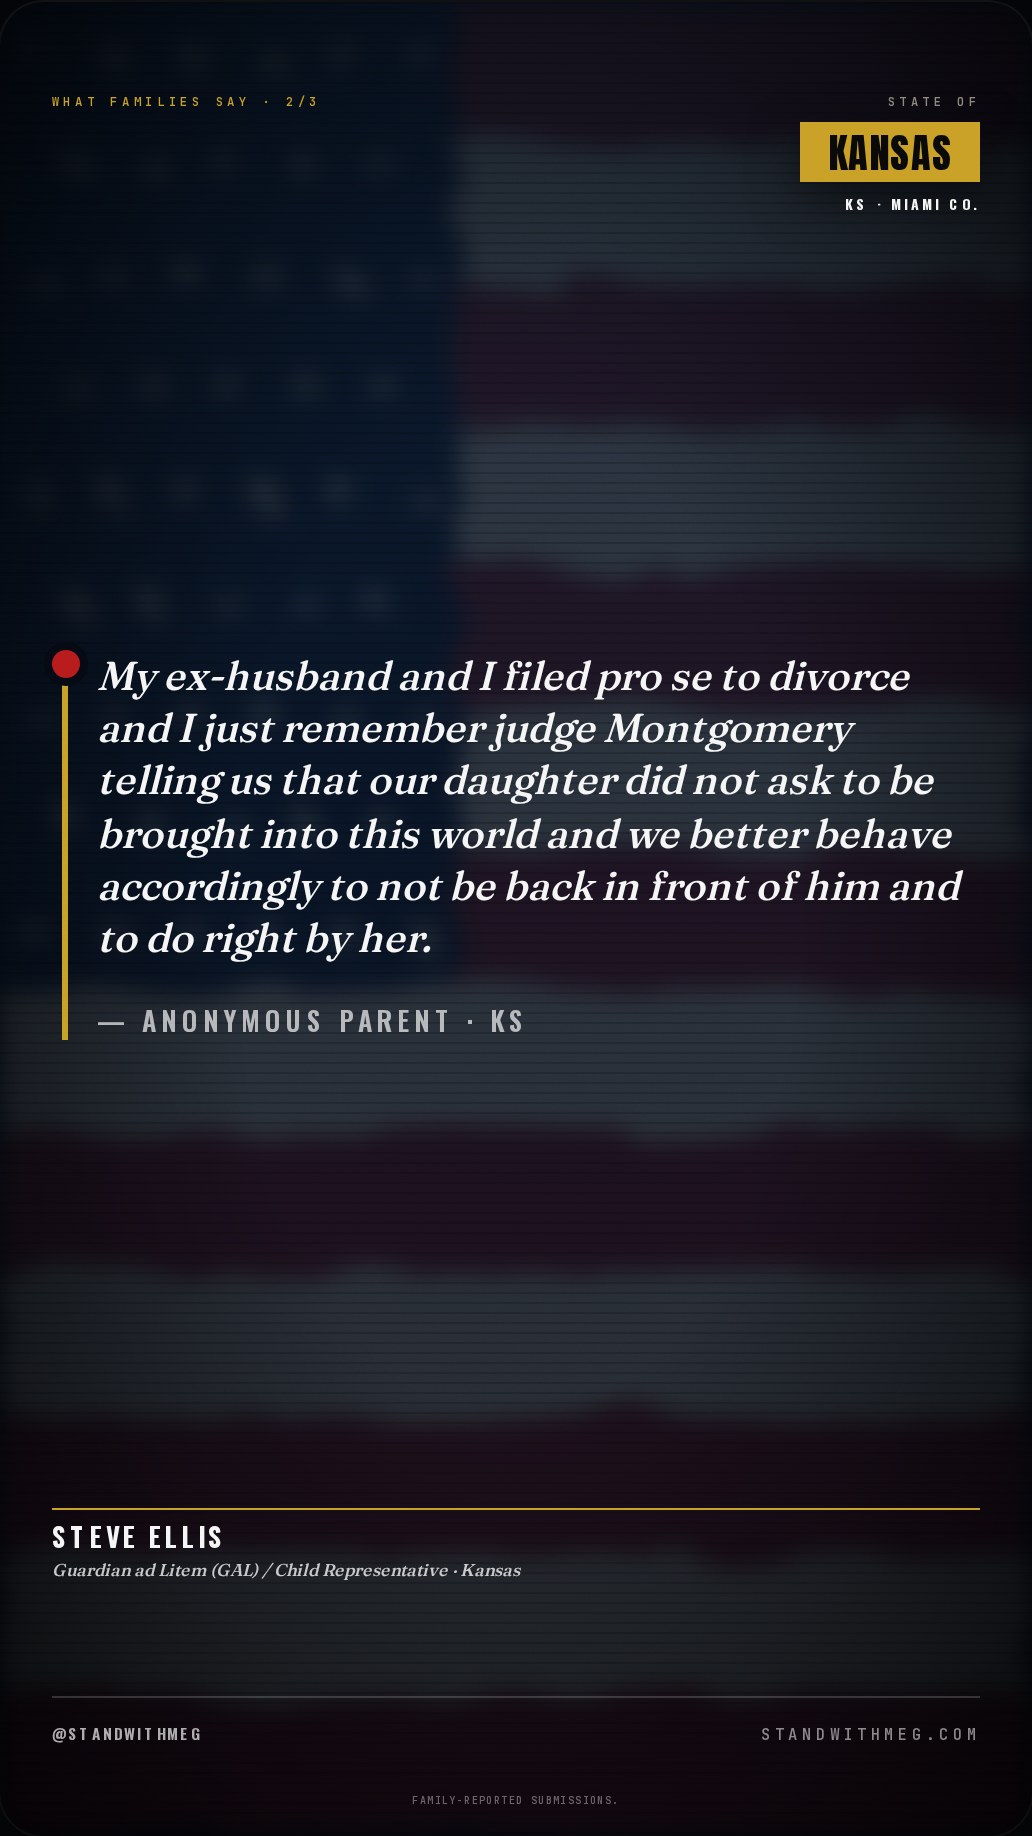 WHAT FAMILIES SAY · 2/3
STATE OF
KANSAS
KS · MIAMI CO.
My ex-husband and I filed pro se to divorce
and I just remember judge Montgomery
telling us that our daughter did not ask to be
brought into this world and we better behave
accordingly to not be back in front of him and
to do right by her.
— ANONYMOUS PARENT · KS
STEVE ELLIS
Guardian ad Litem (GAL) / Child Representative · Kansas
@STANDWITHMEG
STANDWITHMEG.COM
FAMILY-REPORTED SUBMISSIONS.